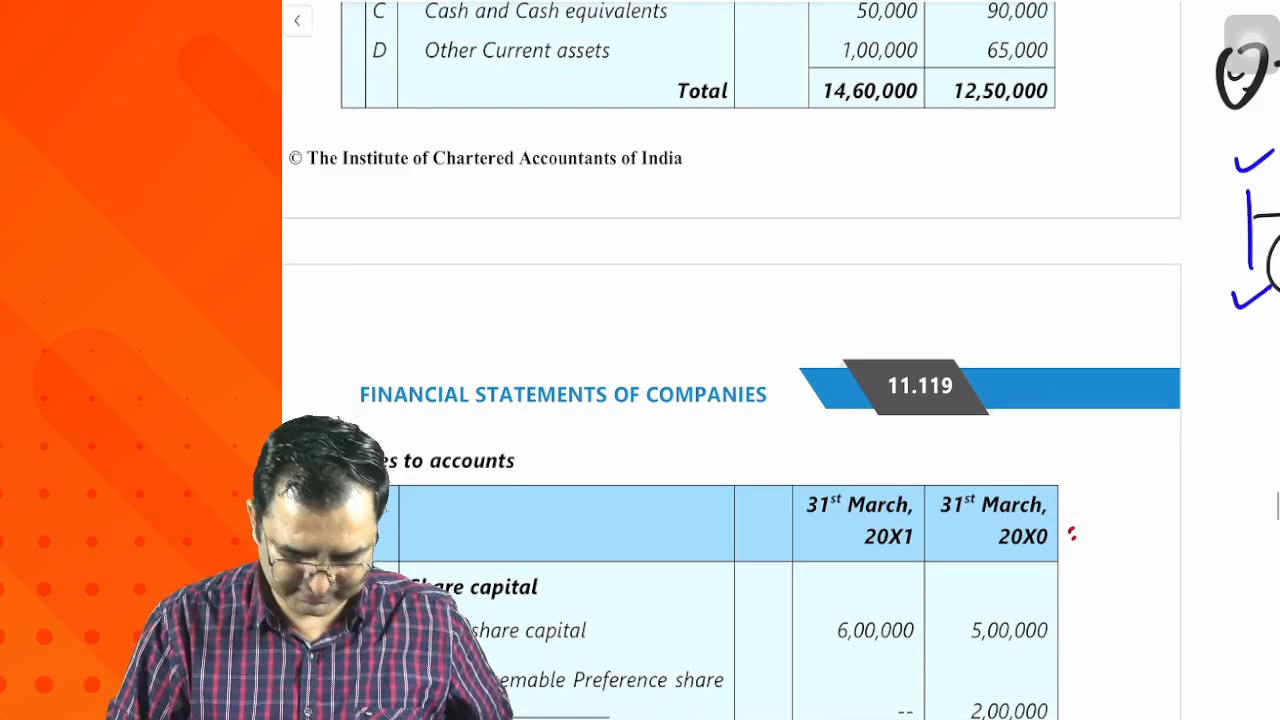 C Cash and Cash equivalents 50,000 90,000
D Other Current assets 1,00,000 65,000
Total 14,60,000 12,50,000
© The Institute of Chartered Accountants of India
FINANCIAL STATEMENTS OF COMPANIES 11.119
es to accounts
31st March, 20X1 31st March, 20X0
Share capital
share capital 6,00,000 5,00,000
emable Preference share
-- 2,00,000